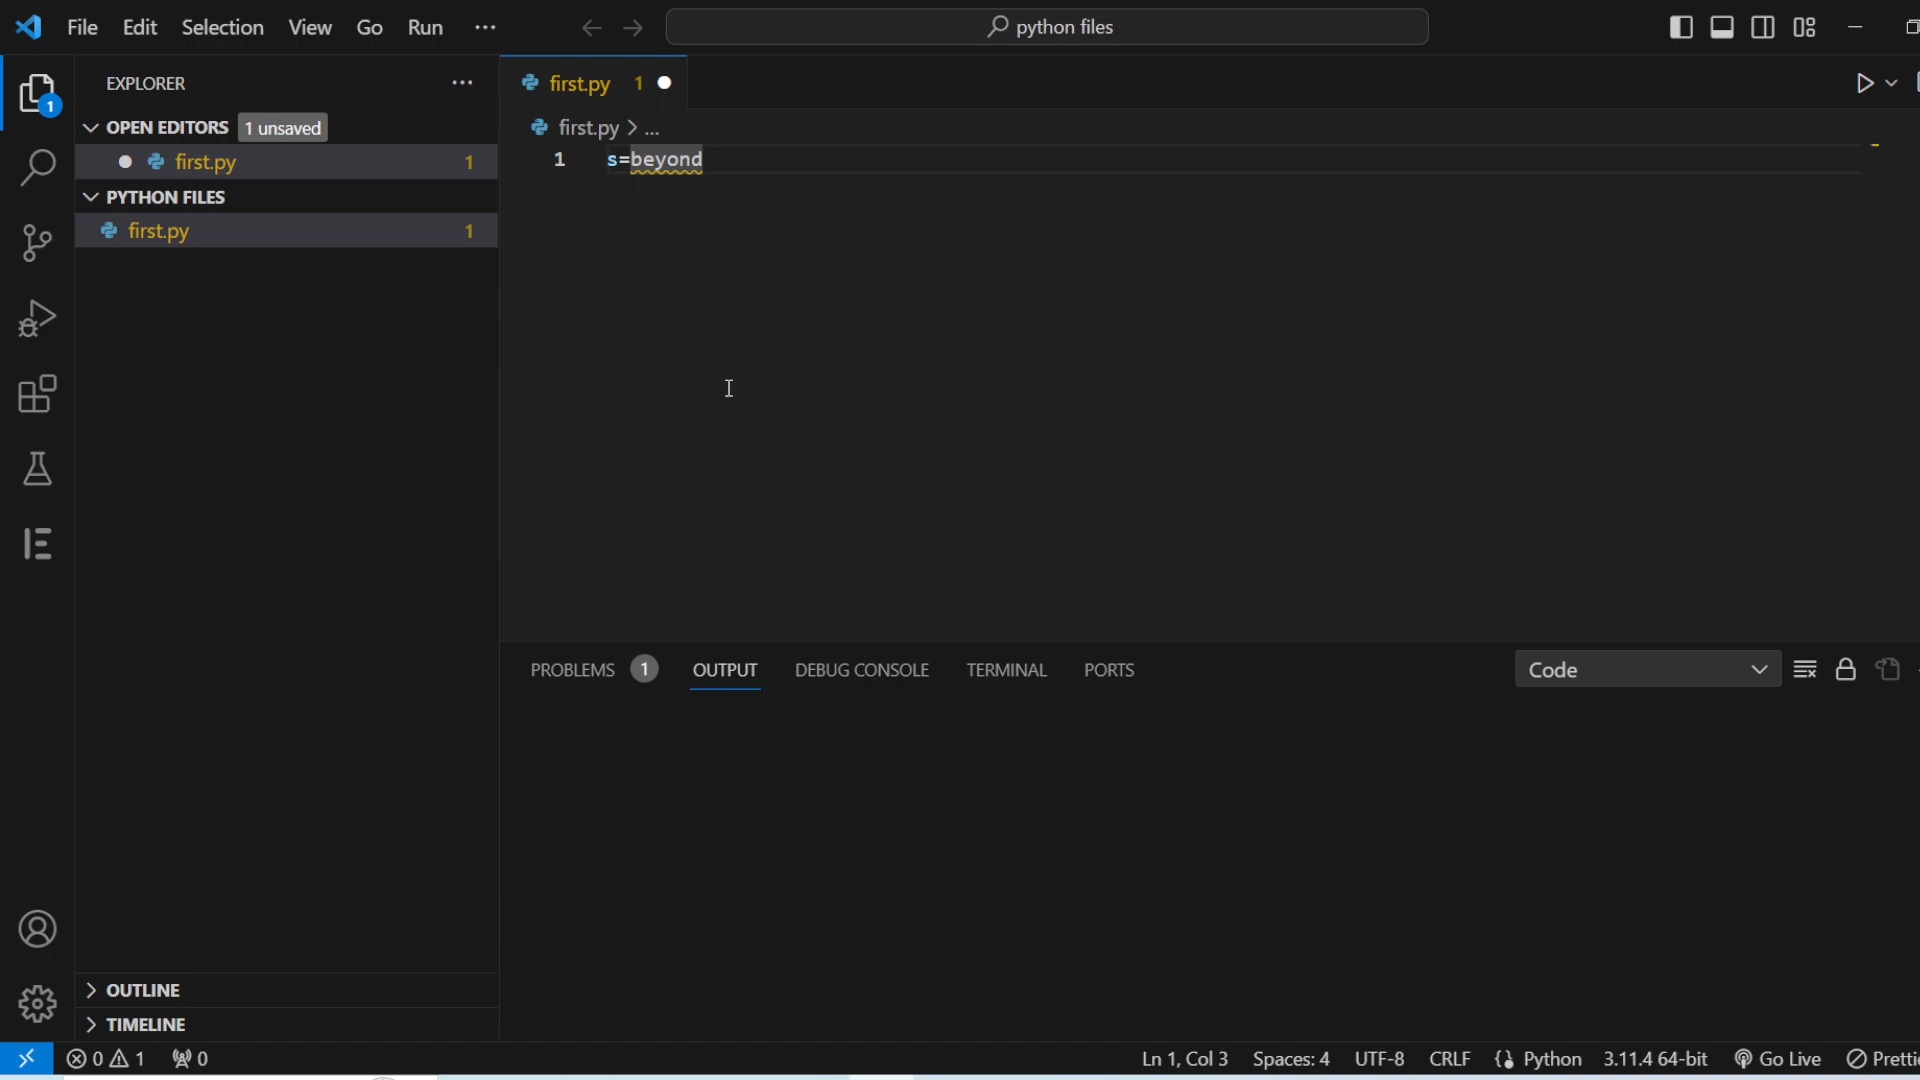 File Edit Selection View Go Run ··· python files
EXPLORER ···
OPEN EDITORS 1 unsaved
first.py 1
PYTHON FILES
first.py 1
OUTLINE
TIMELINE
1
first.py 1
first.py > ...
1 s=beyond
PROBLEMS 1 OUTPUT DEBUG CONSOLE TERMINAL PORTS Code
0 1 0 Ln 1, Col 3 Spaces: 4 UTF-8 CRLF Python 3.11.4 64-bit Go Live